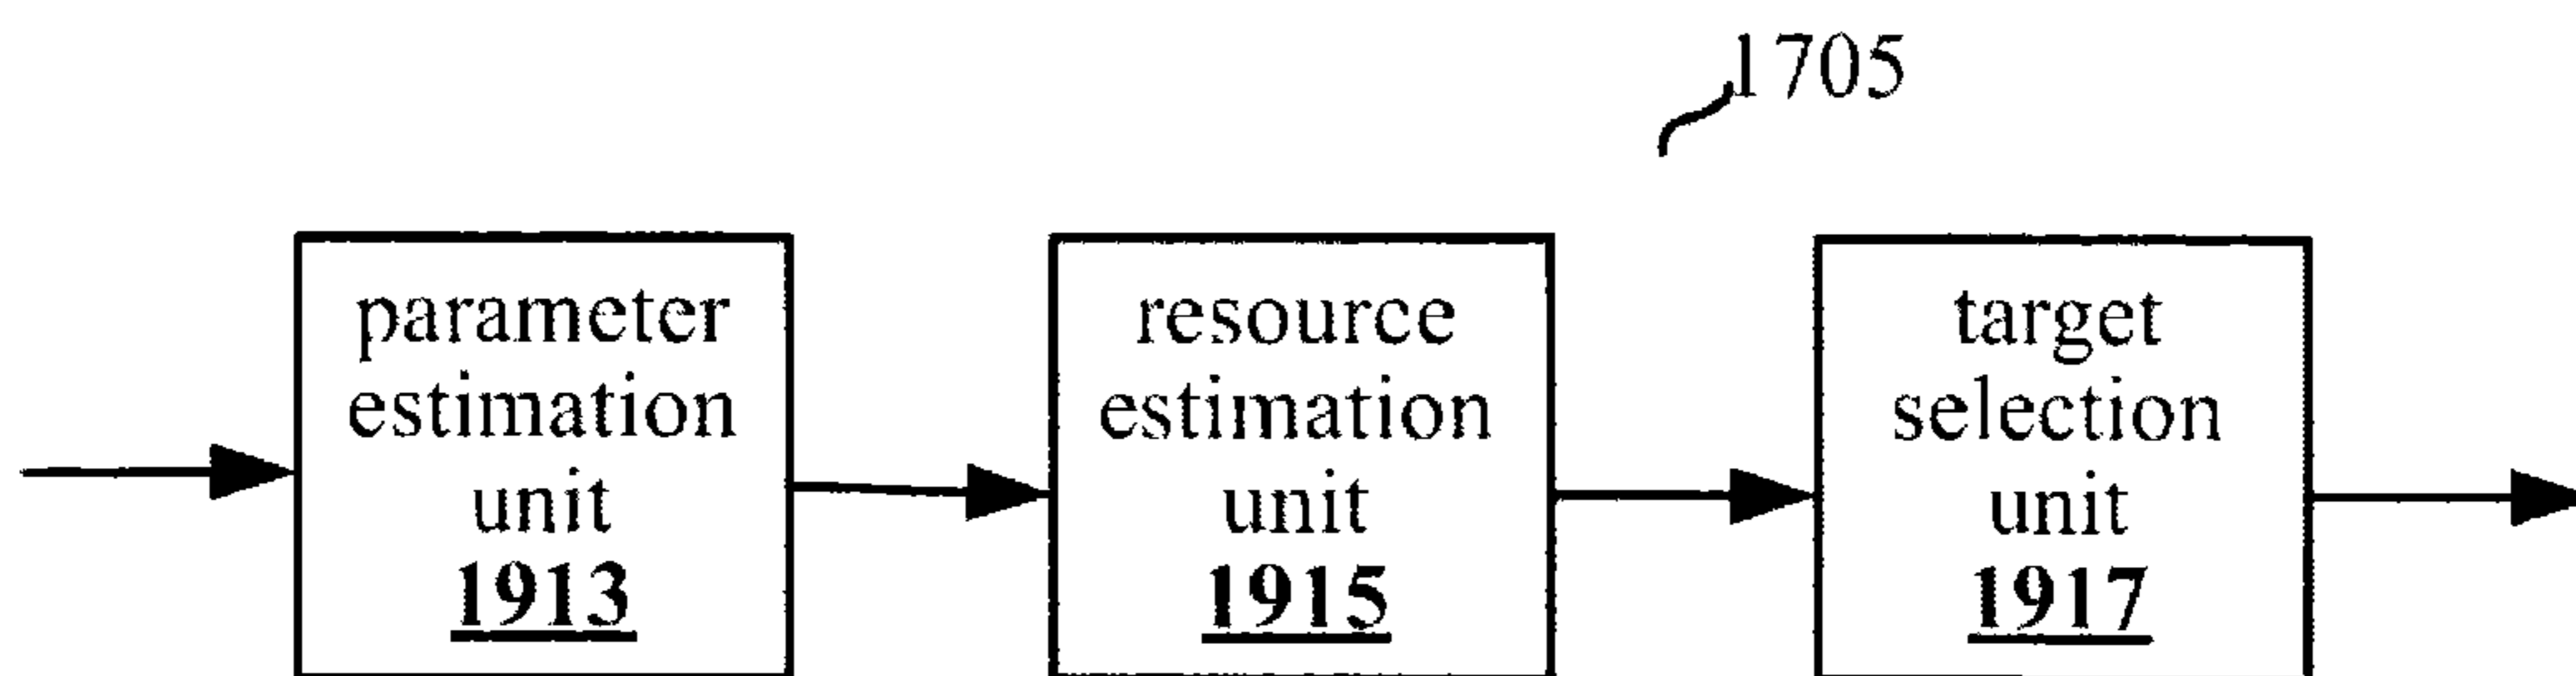 1705
parameter
estimation
unit
1913
resource
estimation
unit
1915
target
selection
unit
1917